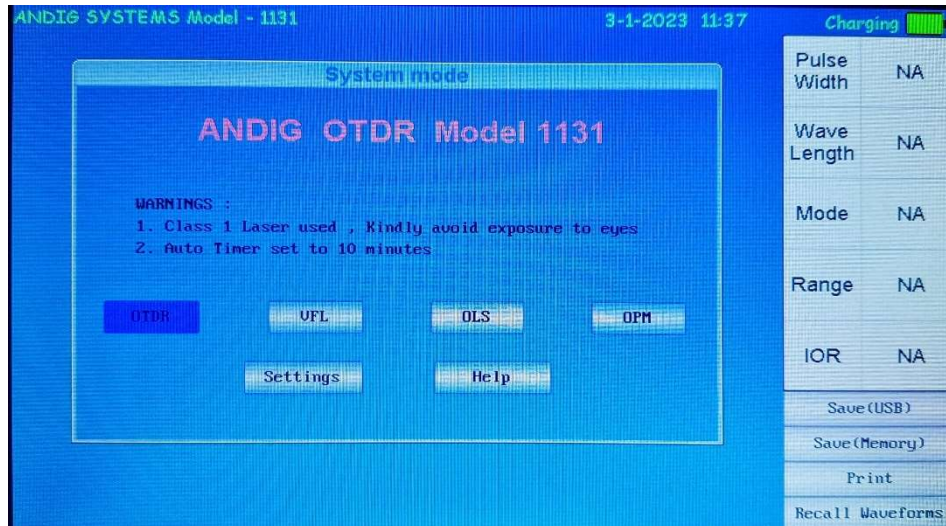 ANDIG SYSTEMS Model - 1131 3-1-2023 11:37 Charging
System mode
ANDIG OTDR Model 1131
WARNINGS :
1. Class 1 Laser used , Kindly avoid exposure to eyes
2. Auto Timer set to 10 minutes
OTDR VFL OLS OPM
Settings Help
Pulse Width NA
Wave Length NA
Mode NA
Range NA
IOR NA
Save(USB)
Save(Memory)
Print
Recall Waveforms